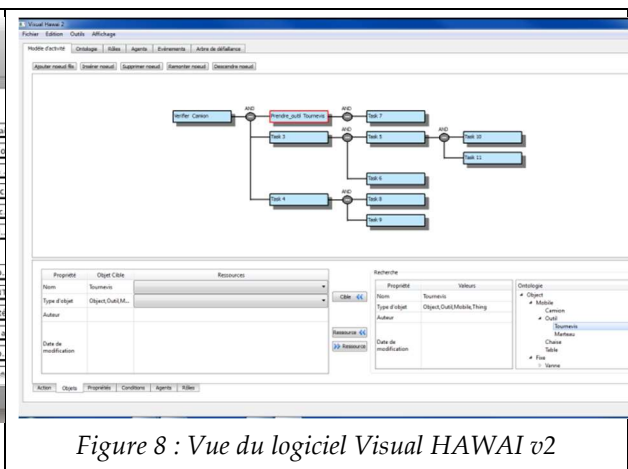 Visual Hawai 2
Fichier Edition Outils Affichage
Modèle d'activité Ontologie Rôles Agents Evènements Arbre de défaillance
Ajouter noeud fils Insérer noeud Supprimer noeud Remonter noeud Descendre noeud
Verifier Camion AND Prendre_outil Tournevis AND Task 7
Task 3 AND Task 5 AND Task 10
Task 11
Task 6
Task 4 AND Task 8
Task 9
Propriété Objet Cible Ressources
Nom Tournevis
Type d'objet Object,Outil,M...
Auteur
Date de
modification
Cible
Ressource
Ressource
Recherche
Propriété Valeurs
Nom Tournevis
Type d'objet Object,Outil,Mobile,Thing
Auteur
Date de
modification
Ontologie
Object
Mobile
Camion
Outil
Tournevis
Marteau
Chaise
Table
Fixe
Vanne
Action Objets Propriétés Conditions Agents Rôles
Figure 8 : Vue du logiciel Visual HAWAI v2